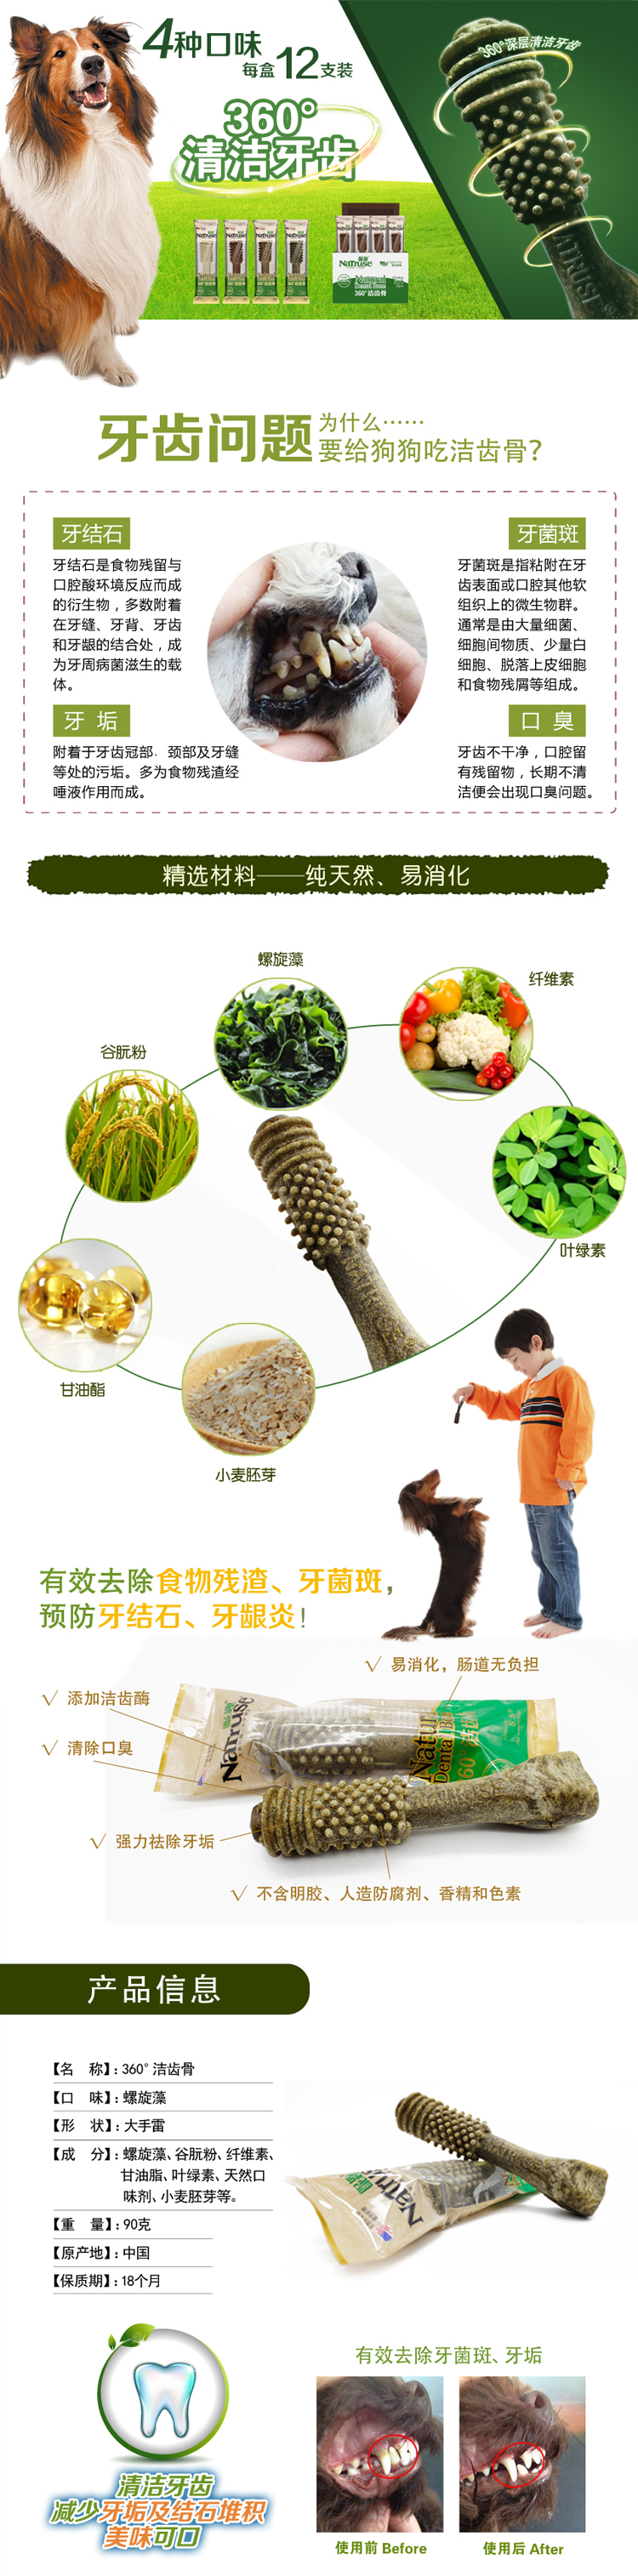 4种口味
每盒12支装
360°
清洁牙齿
360°深层清洁牙齿
Natruse
360°洁齿骨
NATRUSE
牙齿问题
为什么……
要给狗狗吃洁齿骨?
牙结石
牙结石是食物残留与
口腔酸环境反应而成
的衍生物，多数附着
在牙缝、牙背、牙齿
和牙龈的结合处，成
为牙周病菌滋生的载
体。
牙菌斑
牙菌斑是指粘附在牙
齿表面或口腔其他软
组织上的微生物群。
通常是由大量细菌、
细胞间物质、少量白
细胞、脱落上皮细胞
和食物残屑等组成。
牙 垢
附着于牙齿冠部、颈部及牙缝
等处的污垢。多为食物残渣经
唾液作用而成。
口 臭
牙齿不干净，口腔留
有残留物，长期不清
洁便会出现口臭问题。
精选材料——纯天然、易消化
螺旋藻
纤维素
谷朊粉
叶绿素
甘油酯
小麦胚芽
有效去除食物残渣、牙菌斑，
预防牙结石、牙龈炎！
√ 易消化，肠道无负担
√ 添加洁齿酶
√ 清除口臭
Natruse
Natur
Dental
√ 强力祛除牙垢
√ 不含明胶、人造防腐剂、香精和色素
产品信息
【名 称】：360°洁齿骨
【口 味】：螺旋藻
【形 状】：大手雷
【成 分】：螺旋藻、谷朊粉、纤维素、
甘油脂、叶绿素、天然口
味剂、小麦胚芽等。
【重 量】：90克
【原产地】：中国
【保质期】：18个月
清洁牙齿
减少牙垢及结石堆积
美味可口
有效去除牙菌斑、牙垢
使用前 Before
使用后 After